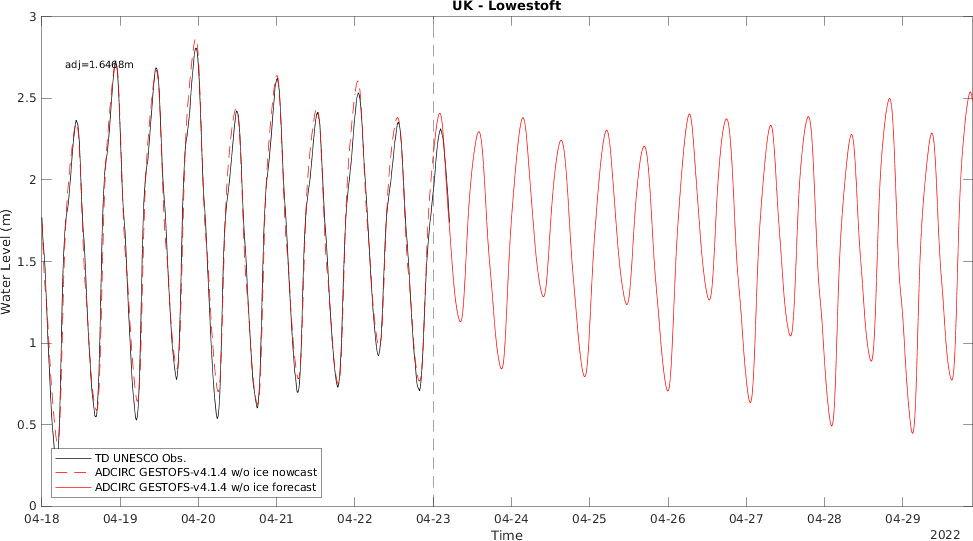 UK - Lowestoft
adj=1.6468m
Water Level (m)
3
2.5
2
1.5
1
0.5
0
TD UNESCO Obs.
ADCIRC GESTOFS-v4.1.4 w/o ice nowcast
ADCIRC GESTOFS-v4.1.4 w/o ice forecast
04-18 04-19 04-20 04-21 04-22 04-23 04-24 04-25 04-26 04-27 04-28 04-29
Time
2022